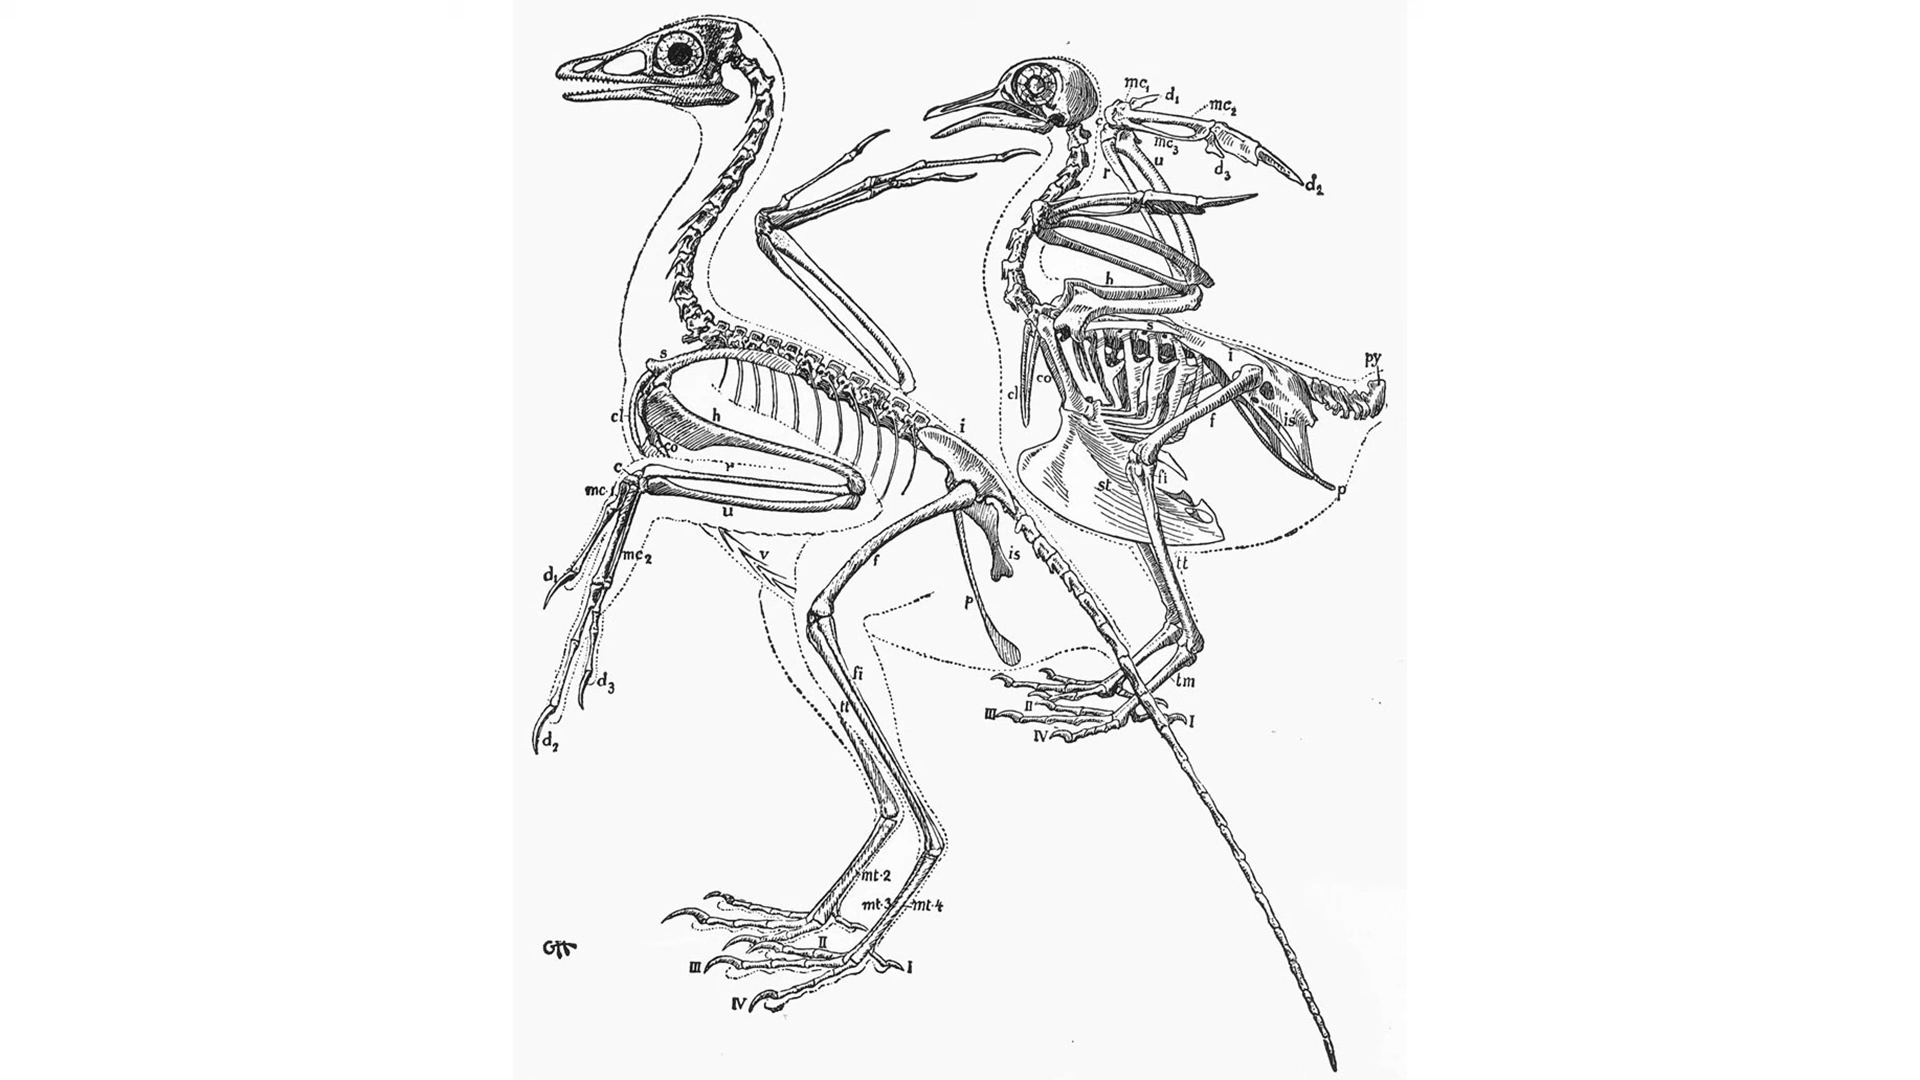 mc₁
d₁
mc₂
c
mc₃
u
r
d₃
d₂
h
s
i
py
s
co
cl
cl
h
f
is
i
co
c
r
mc₁
st
fi
p
u
v
mc₂
f
is
tt
d₁
p
fi
d₃
tm
II
III
I
tt
IV
d₂
mt.2
mt.3
mt.4
II
III
I
IV
GH